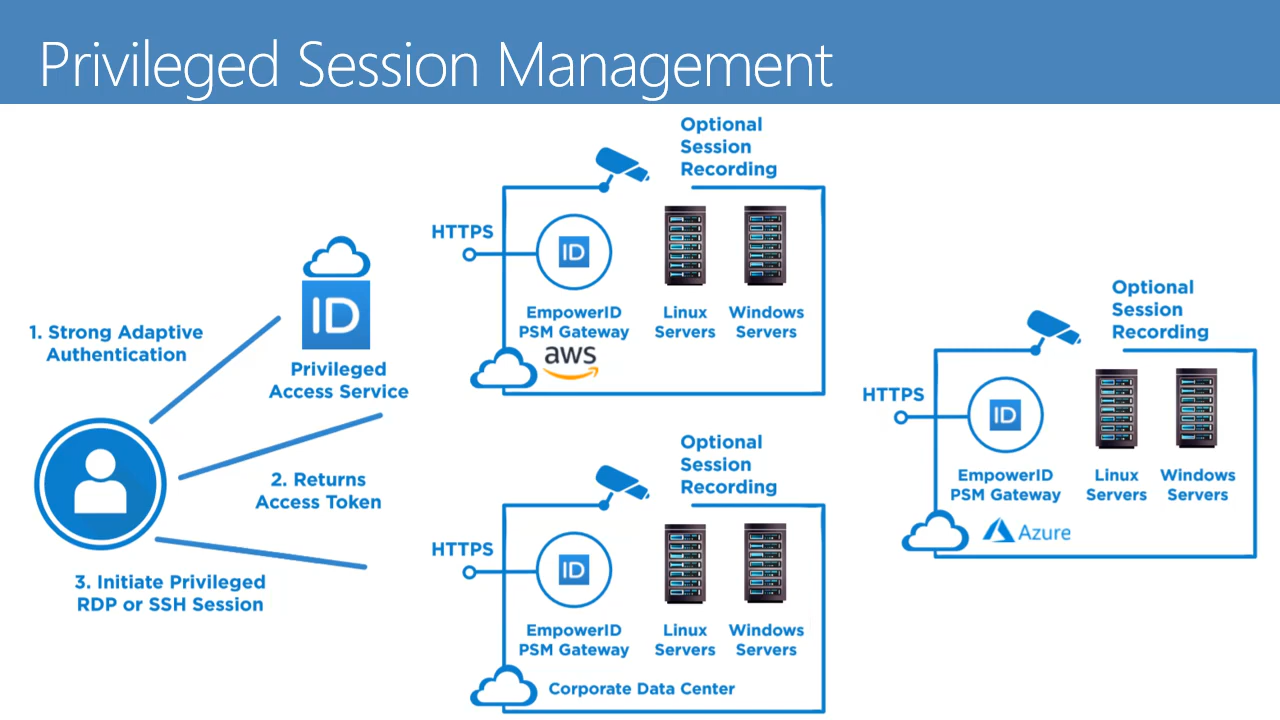 Privileged Session Management
1. Strong Adaptive
Authentication
ID
Privileged
Access Service
2. Returns
Access Token
3. Initiate Privileged
RDP or SSH Session
Optional
Session
Recording
HTTPS
ID
EmpowerID
PSM Gateway
Linux
Servers
Windows
Servers
aws
Optional
Session
Recording
HTTPS
ID
EmpowerID
PSM Gateway
Linux
Servers
Windows
Servers
Corporate Data Center
Optional
Session
Recording
HTTPS
ID
EmpowerID
PSM Gateway
Linux
Servers
Windows
Servers
Azure